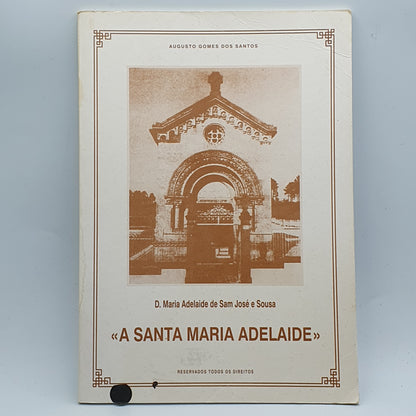 AUGUSTO GOMES DOS SANTOS
D. Maria Adelaide de Sam José e Sousa
«A SANTA MARIA ADELAIDE»
RESERVADOS TODOS OS DIREITOS